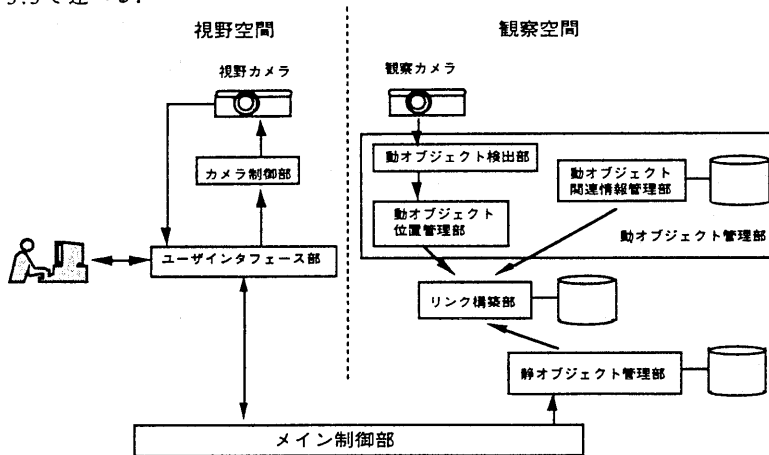 視野空間
観察空間
視野カメラ
観察カメラ
動オブジェクト検出部
カメラ制御部
動オブジェクト
関連情報管理部
動オブジェクト
位置管理部
動オブジェクト管理部
ユーザインタフェース部
リンク構築部
静オブジェクト管理部
メイン制御部